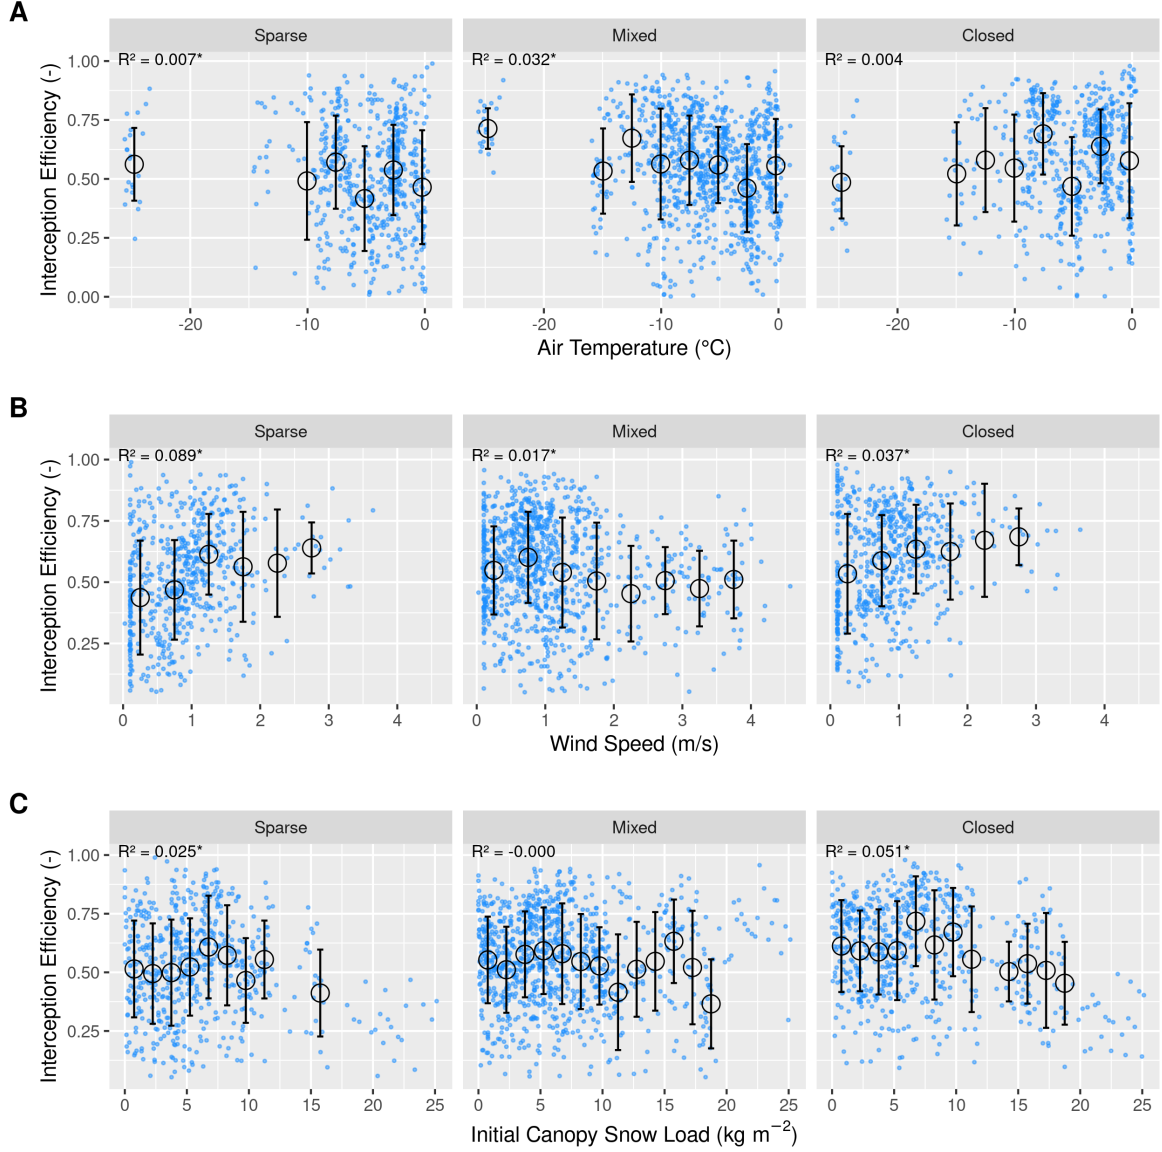 A
Sparse Mixed Closed
R² = 0.007* R² = 0.032* R² = 0.004
Interception Efficiency (-)
1.00
0.75
0.50
0.25
0.00
-20 -10 0 -20 -10 0 -20 -10 0
Air Temperature (°C)
B
Sparse Mixed Closed
R² = 0.089* R² = 0.017* R² = 0.037*
Interception Efficiency (-)
1.00
0.75
0.50
0.25
0 1 2 3 4 0 1 2 3 4 0 1 2 3 4
Wind Speed (m/s)
C
Sparse Mixed Closed
R² = 0.025* R² = -0.000 R² = 0.051*
Interception Efficiency (-)
1.00
0.75
0.50
0.25
0 5 10 15 20 25 0 5 10 15 20 25 0 5 10 15 20 25
Initial Canopy Snow Load (kg m⁻²)